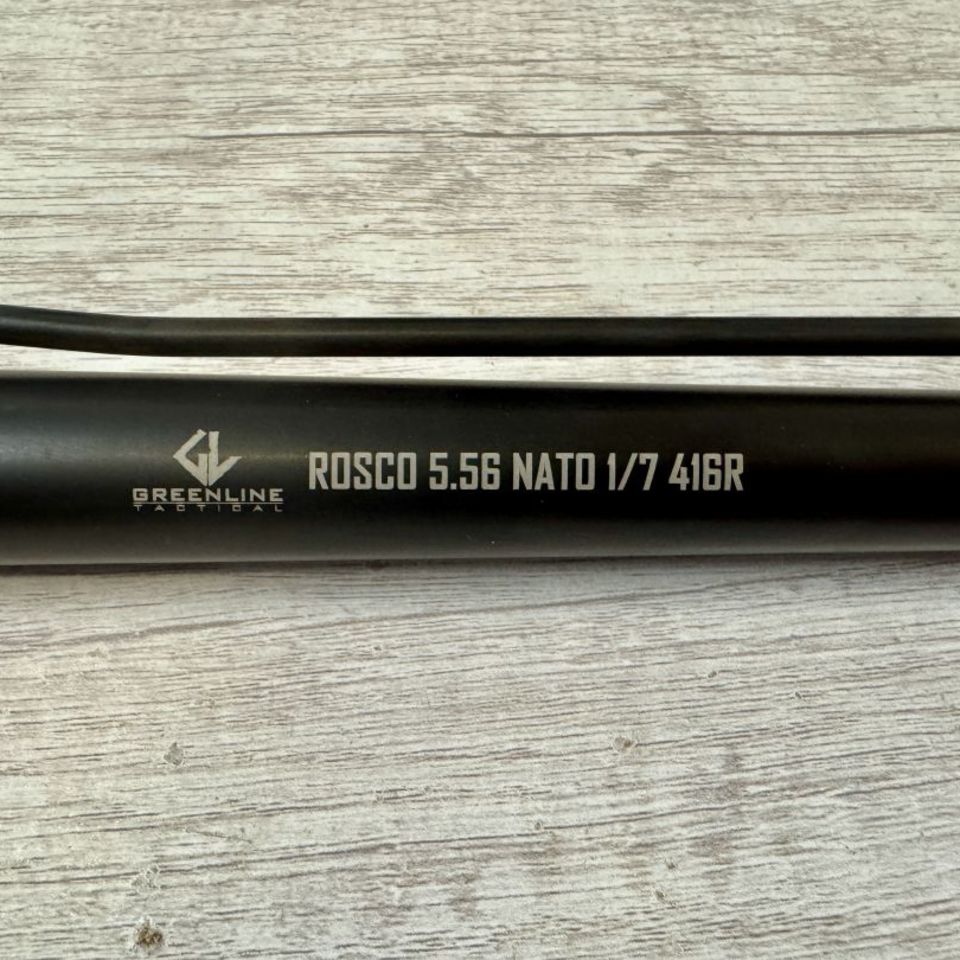 GL
GREENLINE
TACTICAL
ROSCO 5.56 NATO 1/7 416R